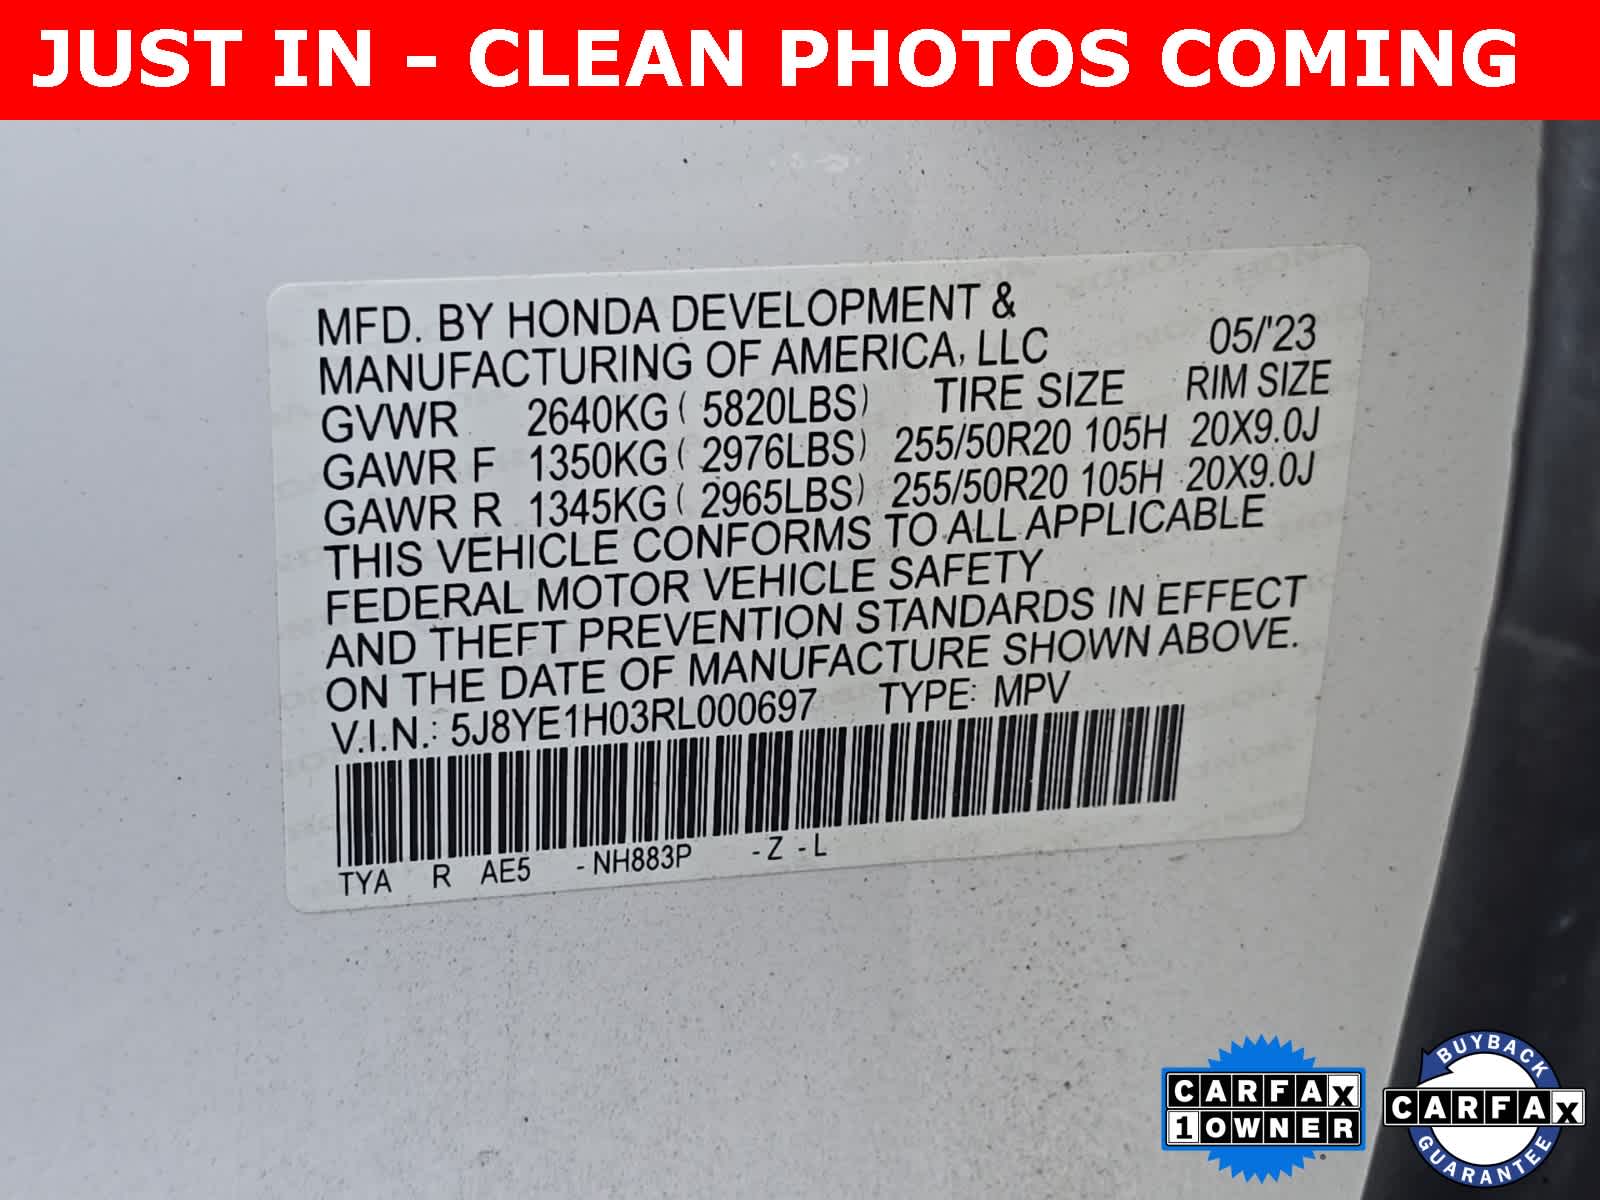 JUST IN - CLEAN PHOTOS COMING
MFD. BY HONDA DEVELOPMENT &
MANUFACTURING OF AMERICA, LLC 05/'23
GVWR 2640KG ( 5820LBS) TIRE SIZE RIM SIZE
GAWR F 1350KG ( 2976LBS) 255/50R20 105H 20X9.0J
GAWR R 1345KG ( 2965LBS) 255/50R20 105H 20X9.0J
THIS VEHICLE CONFORMS TO ALL APPLICABLE
FEDERAL MOTOR VEHICLE SAFETY
AND THEFT PREVENTION STANDARDS IN EFFECT
ON THE DATE OF MANUFACTURE SHOWN ABOVE.
V.I.N.: 5J8YE1H03RL000697 TYPE: MPV
TYA R AE5 -NH883P -Z -L
CARFAX
1 OWNER
BUYBACK
CARFAX
GUARANTEE